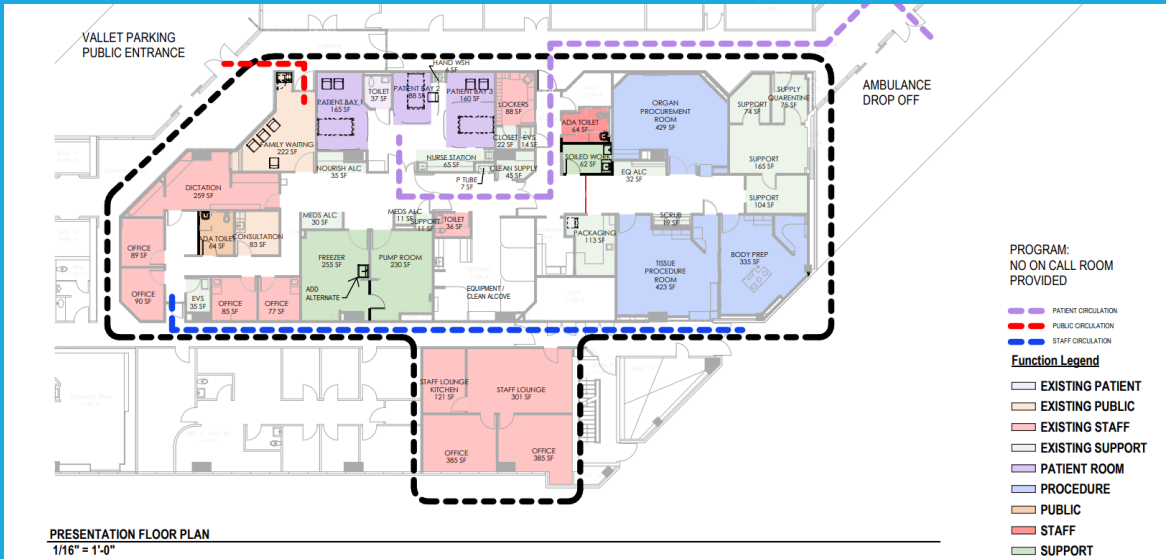 VALLET PARKING
PUBLIC ENTRANCE
AMBULANCE
DROP OFF
HAND WSH
6 SF
TOILET
37 SF
PATIENT BAY 1
165 SF
PATIENT BAY 2
88 SF
PATIENT BAY 3
160 SF
LOCKERS
88 SF
CLOSET
22 SF
EVS
14 SF
FAMILY WAITING
222 SF
NOURISH ALC
35 SF
NURSE STATION
65 SF
CLEAN SUPPLY
45 SF
P TUBE
7 SF
ADA TOILET
64 SF
SOILED WORK
62 SF
ORGAN
PROCUREMENT
ROOM
429 SF
EQ ALC
32 SF
SUPPORT
74 SF
SUPPLY
QUARENTINE
75 SF
SUPPORT
165 SF
SUPPORT
104 SF
DICTATION
259 SF
MEDS ALC
30 SF
MEDS ALC
11 SF
SUPPORT
11 SF
TOILET
36 SF
ADA TOILET
64 SF
CONSULTATION
83 SF
OFFICE
89 SF
OFFICE
90 SF
EVS
35 SF
OFFICE
85 SF
OFFICE
77 SF
FREEZER
255 SF
ADD
ALTERNATE
PUMP ROOM
230 SF
EQUIPMENT /
CLEAN ALCOVE
PACKAGING
113 SF
SCRUB
19 SF
TISSUE
PROCEDURE
ROOM
423 SF
BODY PREP
335 SF
STAFF LOUNGE
KITCHEN
121 SF
STAFF LOUNGE
301 SF
OFFICE
385 SF
OFFICE
385 SF
PROGRAM:
NO ON CALL ROOM
PROVIDED
PATIENT CIRCULATION
PUBLIC CIRCULATION
STAFF CIRCULATION
Function Legend
EXISTING PATIENT
EXISTING PUBLIC
EXISTING STAFF
EXISTING SUPPORT
PATIENT ROOM
PROCEDURE
PUBLIC
STAFF
SUPPORT
PRESENTATION FLOOR PLAN
1/16" = 1'-0"